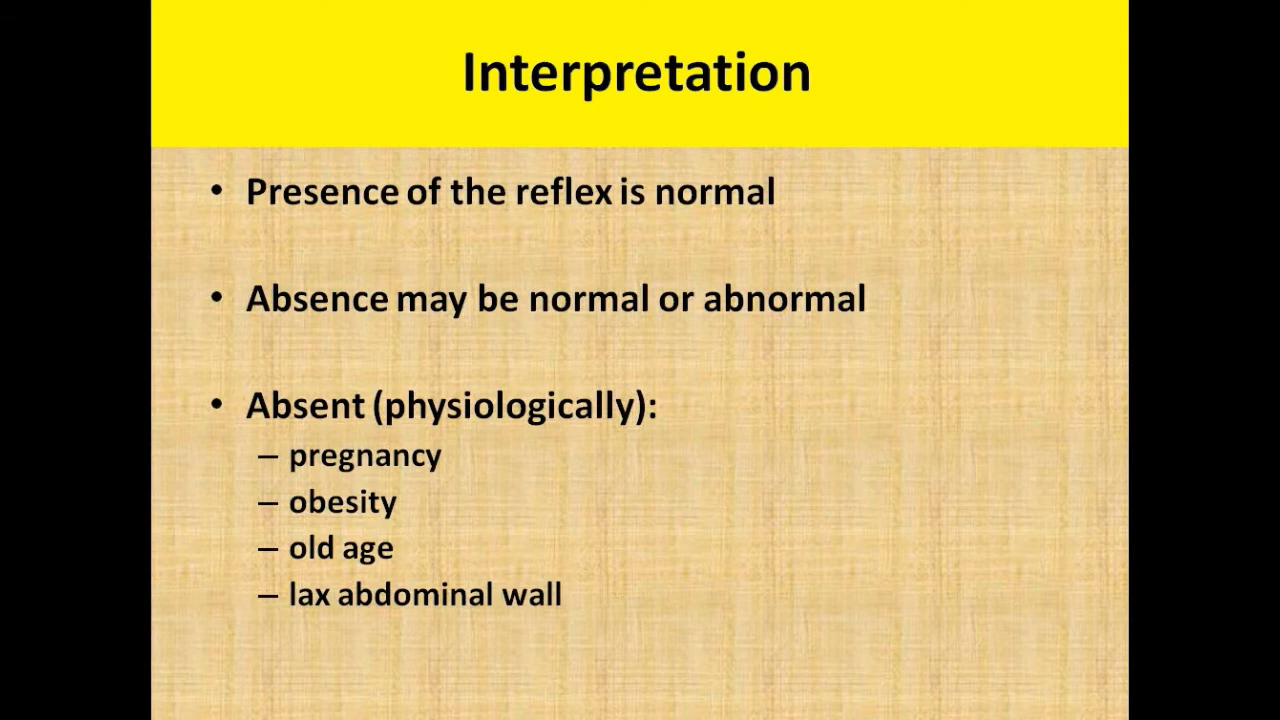 Interpretation
• Presence of the reflex is normal
• Absence may be normal or abnormal
• Absent (physiologically):
– pregnancy
– obesity
– old age
– lax abdominal wall